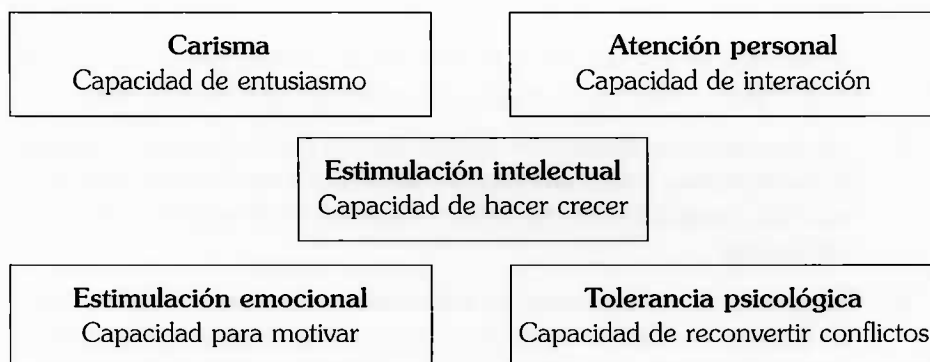 Carisma
Capacidad de entusiasmo
Atención personal
Capacidad de interacción
Estimulación intelectual
Capacidad de hacer crecer
Estimulación emocional
Capacidad para motivar
Tolerancia psicológica
Capacidad de reconvertir conflictos